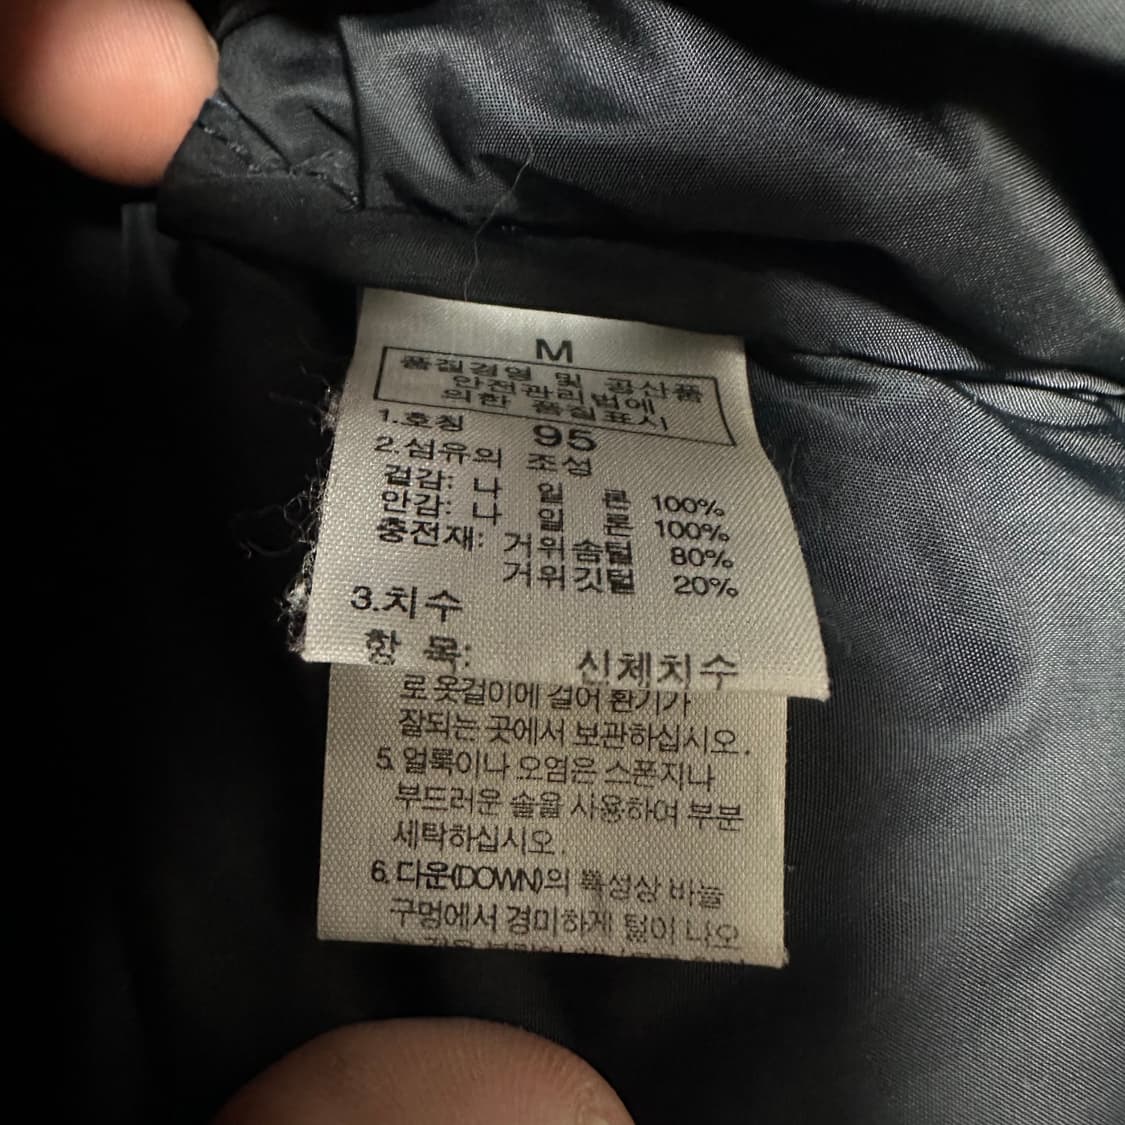 M
품질경영 및 공산품
안전관리법에
의한 품질표시
1.호칭 95
2.섬유의 조성
겉감: 나 일 론 100%
안감: 나 일 론 100%
충전재: 거위솜털 80%
거위깃털 20%
3.치수
항 목: 신체치수
로 옷걸이에 걸어 환기가
잘되는 곳에서 보관하십시오.
5. 얼룩이나 오염은 스폰지나
부드러운 솔을 사용하여 부분
세탁하십시오.
6. 다운(DOWN)의 특성상 바늘
구멍에서 경미하게 털이 나오